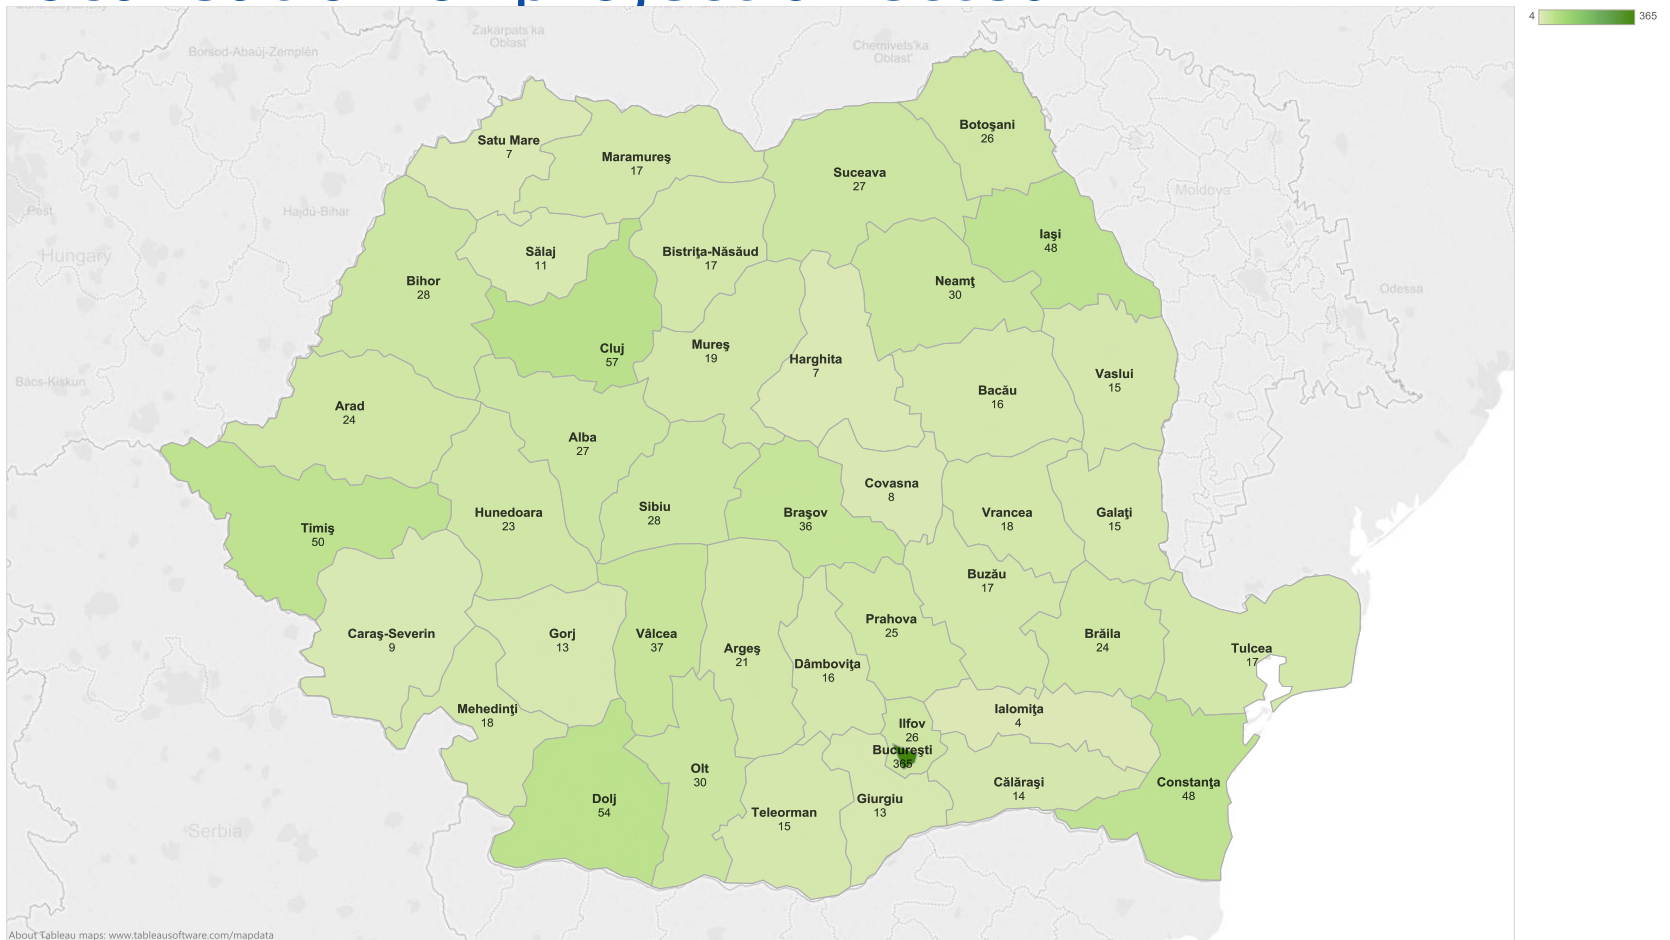 4 365
Zakarpats'ka
Oblast'
Borsod-Abaúj-Zemplén
Chernivets'ka
Oblast'
Botoşani
26
Satu Mare
7
Maramureş
17
Suceava
27
Moldova
Pest
Hajdú-Bihar
Iaşi
48
Hungary
Sălaj
11
Bistriţa-Năsăud
17
Bihor
28
Neamţ
30
Odessa
Cluj
57
Mureş
19
Harghita
7
Vaslui
15
Bács-Kiskun
Bacău
16
Arad
24
Alba
27
Covasna
8
Sibiu
28
Hunedoara
23
Braşov
36
Vrancea
18
Galaţi
15
Timiş
50
Buzău
17
Prahova
25
Caraş-Severin
9
Gorj
13
Vâlcea
37
Brăila
24
Argeş
21
Tulcea
17
Dâmboviţa
16
Mehedinţi
18
Ialomiţa
4
Ilfov
26
Bucureşti
365
Olt
30
Călăraşi
14
Constanţa
48
Dolj
54
Giurgiu
13
Teleorman
15
Serbia
About Tableau maps: www.tableausoftware.com/mapdata